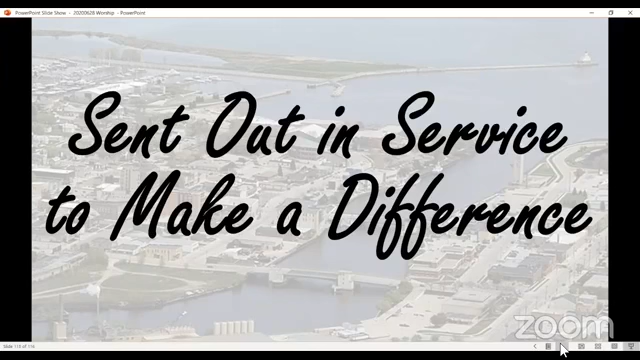 PowerPoint Slide Show - 20200628 Worship - PowerPoint
Sent Out in Service
to Make a Difference
zoom